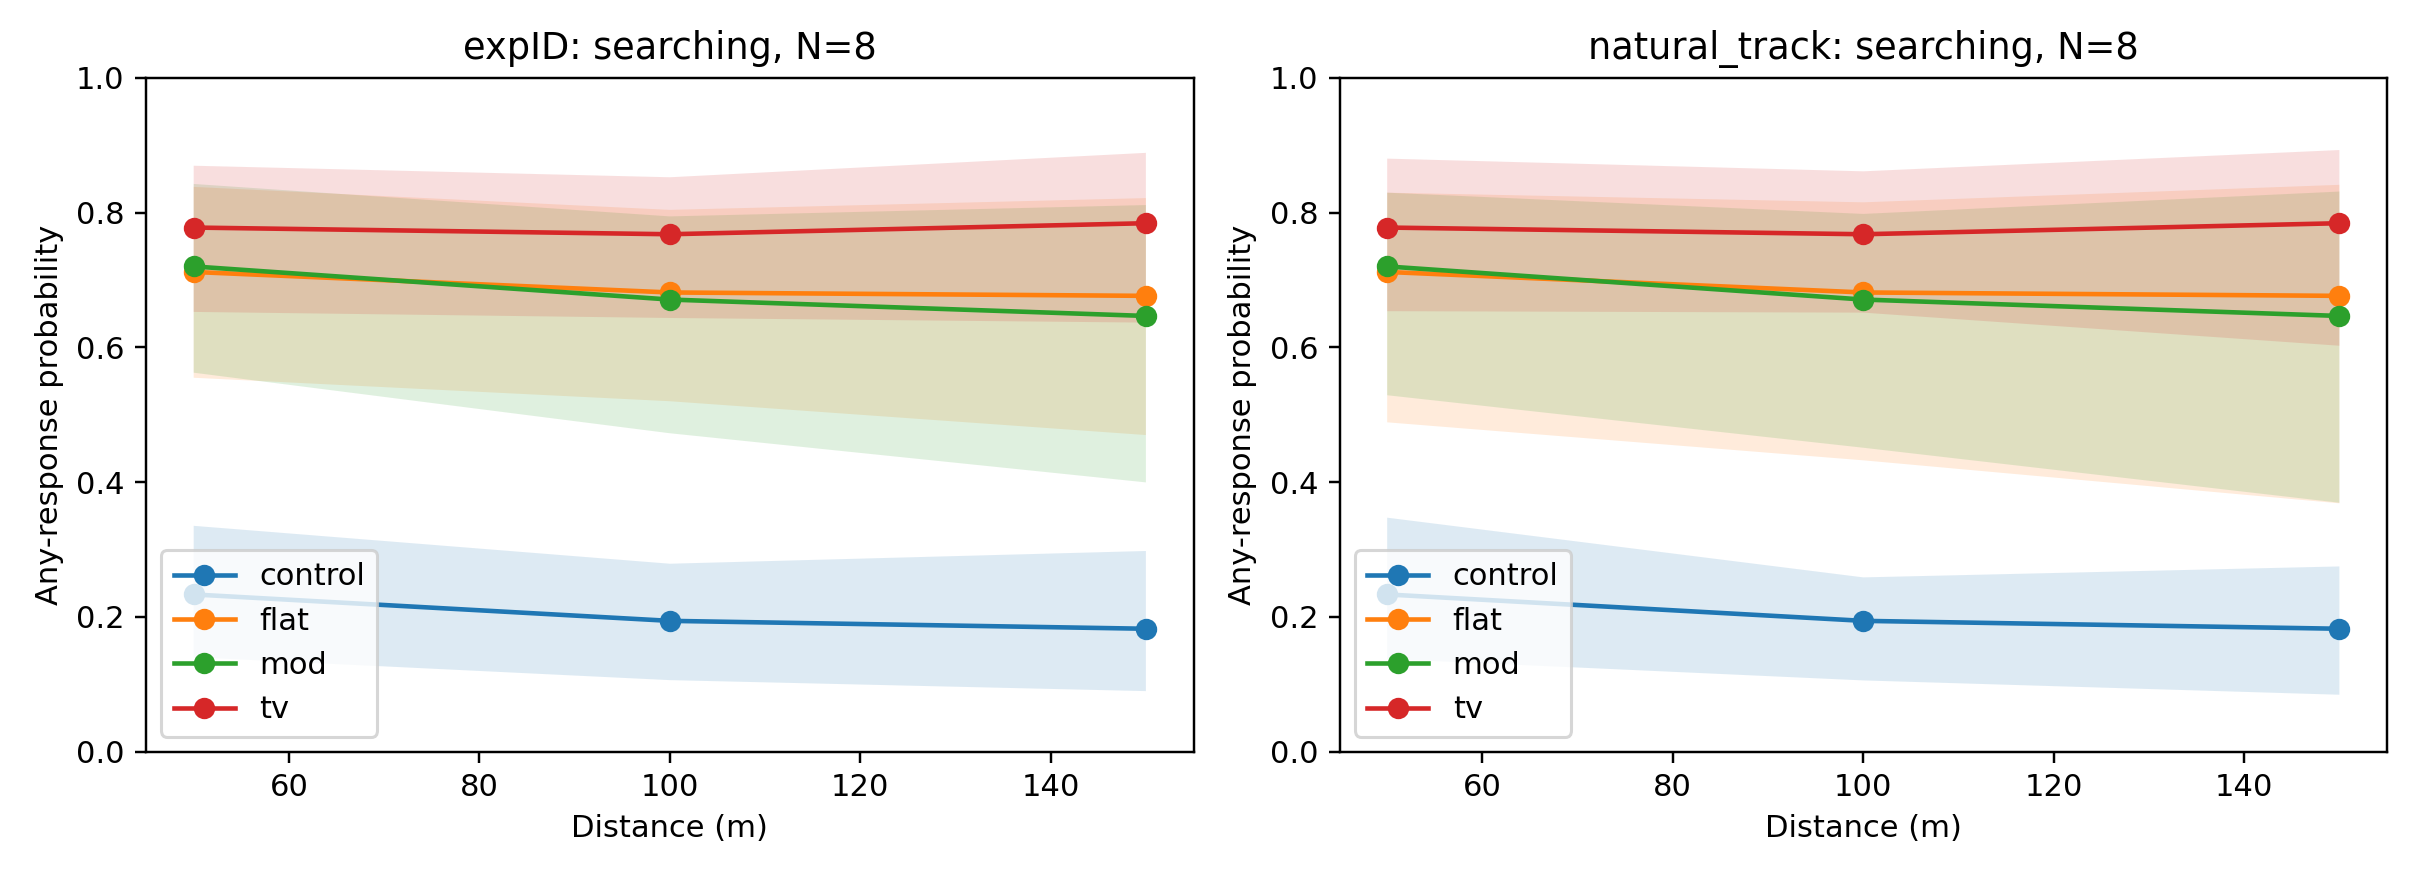 expID: searching, N=8
1.0
0.8
0.6
0.4
0.2
0.0
Any-response probability
control
flat
mod
tv
60
80
100
120
140
Distance (m)
natural_track: searching, N=8
1.0
0.8
0.6
0.4
0.2
0.0
Any-response probability
control
flat
mod
tv
60
80
100
120
140
Distance (m)